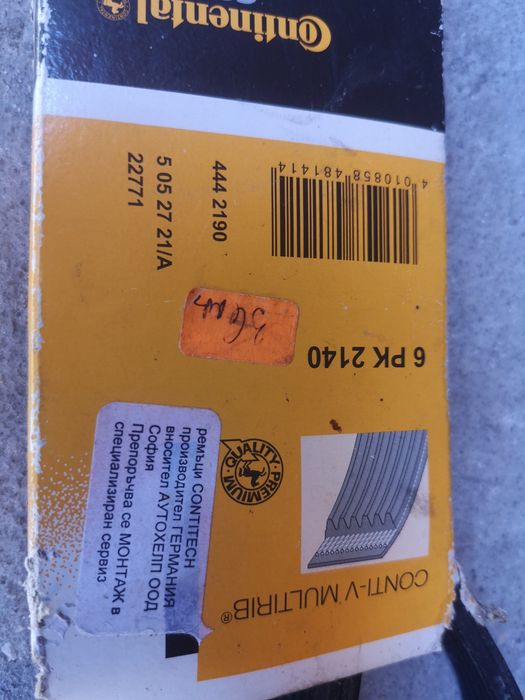 Continental
4 010858 481414
444 2190
5 05 27 21/A
22771
6 PK 2140
QUALITY PREMIUM
CONTI-V MULTIRIB®
ремъци CONTITECH
производител ГЕРМАНИЯ
вносител АУТОХЕЛП ООД
София
Препоръчва се МОНТАЖ в
специализиран сервиз